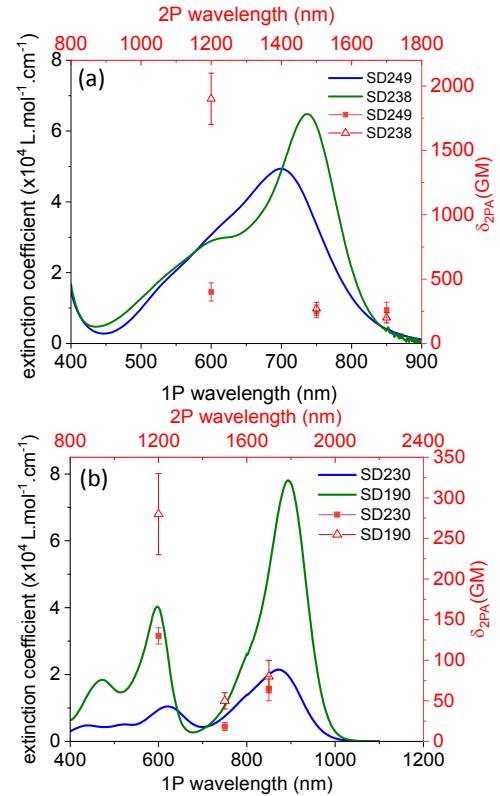 2P wavelength (nm)
800 1000 1200 1400 1600 1800
(a)
SD249
SD238
SD249
SD238
extinction coefficient (x10⁴ L.mol⁻¹.cm⁻¹)
8
6
4
2
0
2000
1500
1000
500
0
δ2PA(GM)
400 500 600 700 800 900
1P wavelength (nm)
2P wavelength (nm)
800 1000 1200 1400 1600 1800 2000 2200 2400
(b)
SD230
SD190
SD230
SD190
extinction coefficient (x10⁴ L.mol⁻¹.cm⁻¹)
8
6
4
2
0
350
300
250
200
150
100
50
0
δ2PA(GM)
400 600 800 1000 1200
1P wavelength (nm)